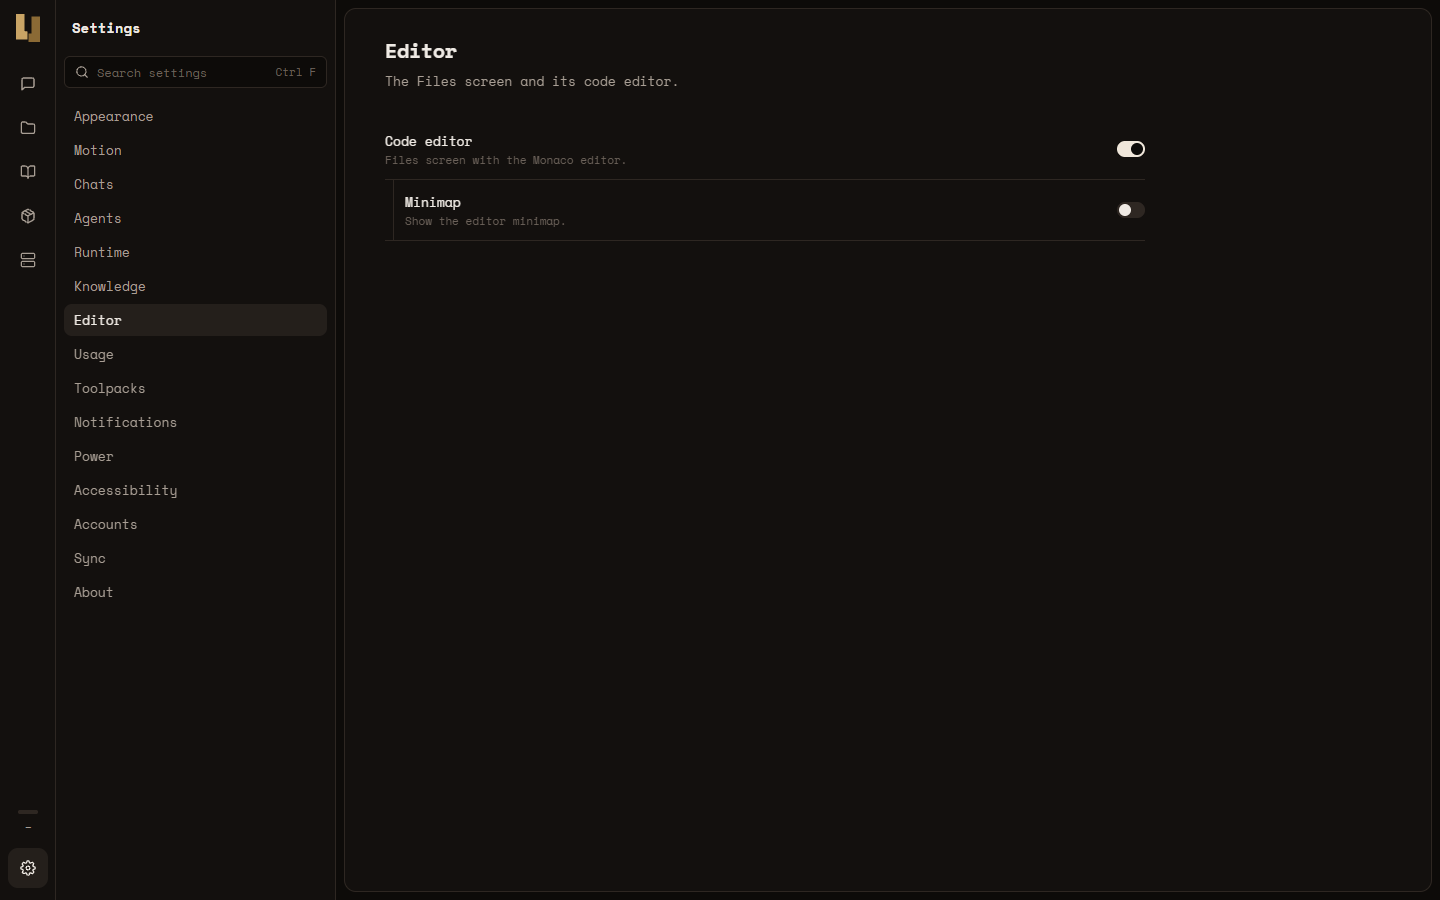 Settings
Search settings Ctrl F
Appearance
Motion
Chats
Agents
Runtime
Knowledge
Editor
Usage
Toolpacks
Notifications
Power
Accessibility
Accounts
Sync
About
–
Editor
The Files screen and its code editor.
Code editor
Files screen with the Monaco editor.
Minimap
Show the editor minimap.